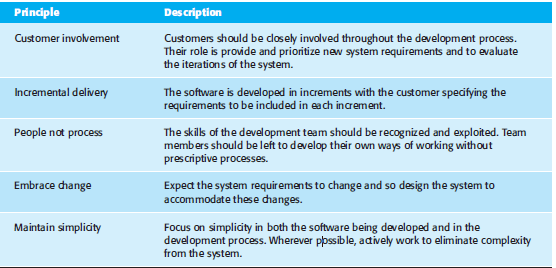 Principle Description
Customer involvement Customers should be closely involved throughout the development process.
Their role is provide and prioritize new system requirements and to evaluate
the iterations of the system.
Incremental delivery The software is developed in increments with the customer specifying the
requirements to be included in each increment.
People not process The skills of the development team should be recognized and exploited. Team
members should be left to develop their own ways of working without
prescriptive processes.
Embrace change Expect the system requirements to change and so design the system to
accommodate these changes.
Maintain simplicity Focus on simplicity in both the software being developed and in the
development process. Wherever possible, actively work to eliminate complexity
from the system.